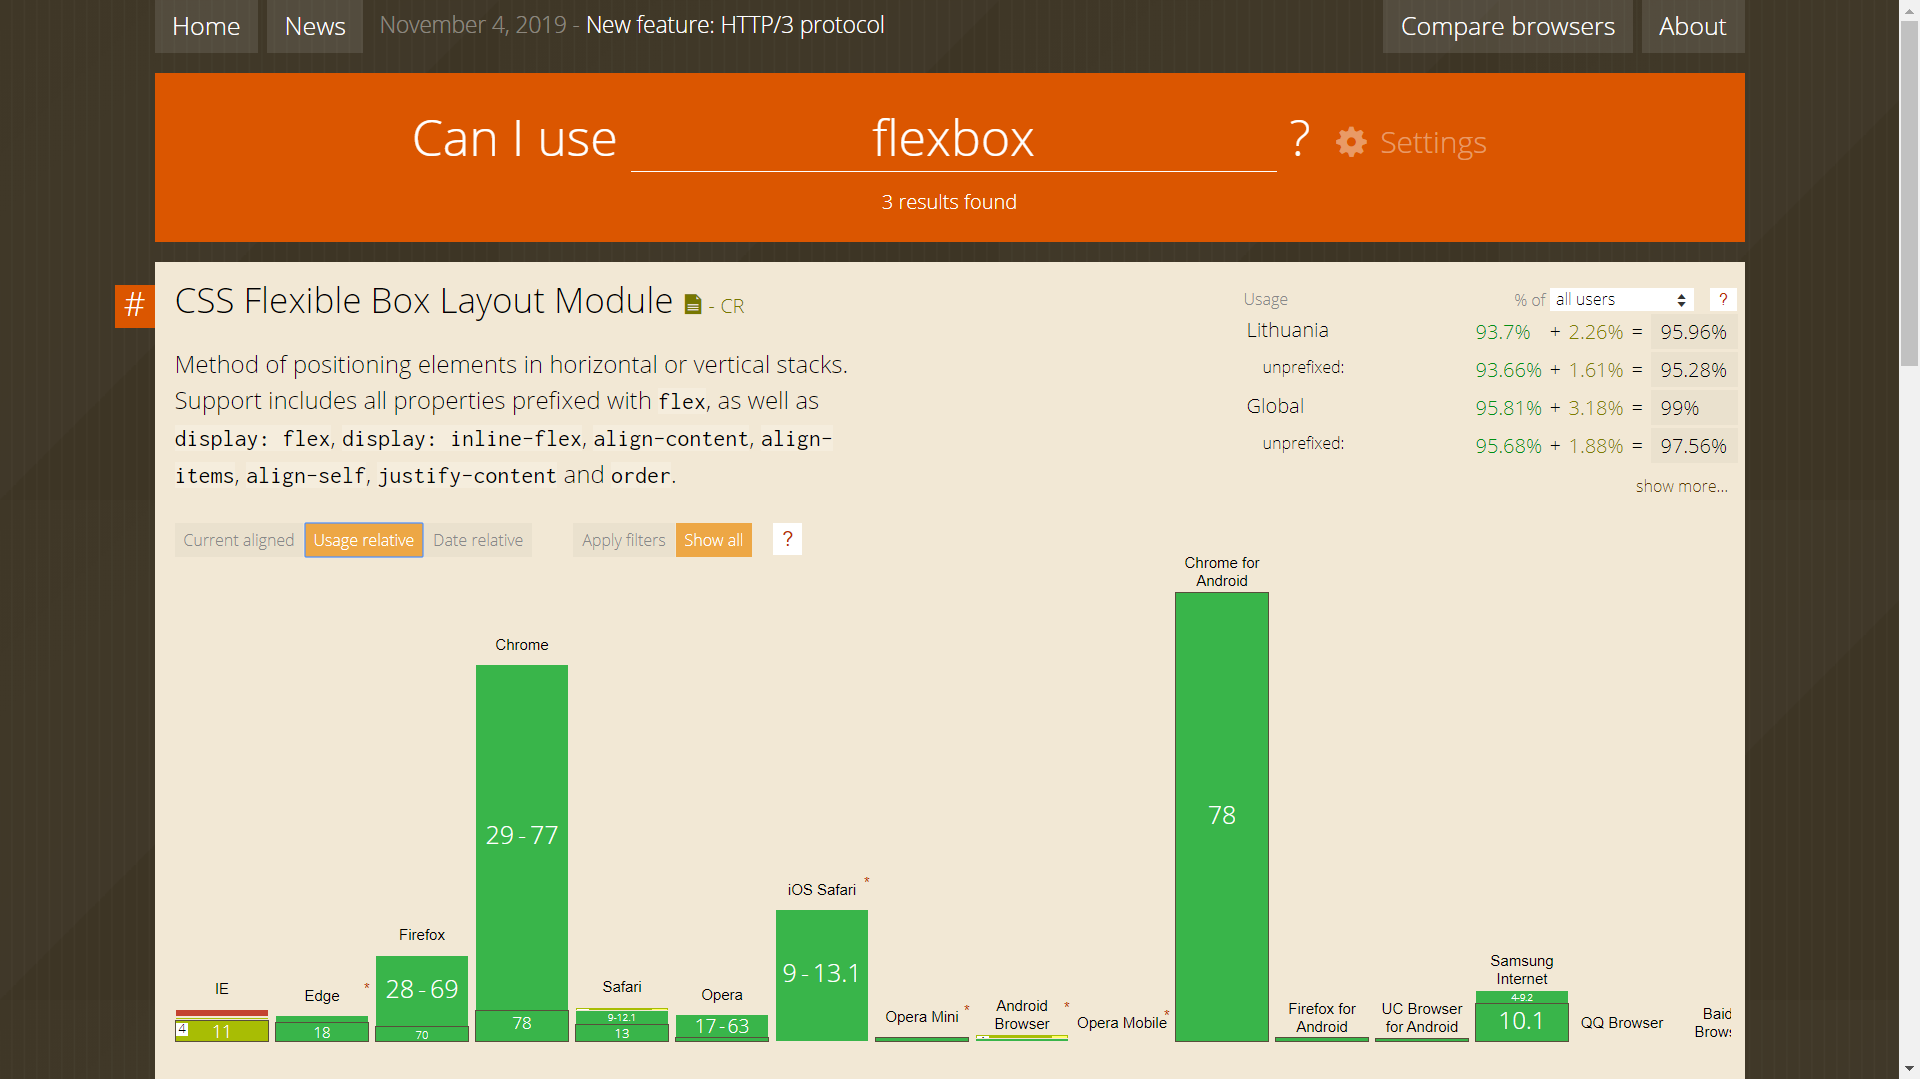 Home
News
November 4, 2019 - New feature: HTTP/3 protocol
Compare browsers
About
Can I use flexbox ? Settings
3 results found
#
CSS Flexible Box Layout Module - CR
Method of positioning elements in horizontal or vertical stacks.
Support includes all properties prefixed with flex, as well as
display: flex, display: inline-flex, align-content, align-
items, align-self, justify-content and order.
Usage % of all users ?
Lithuania 93.7% + 2.26% = 95.96%
unprefixed: 93.66% + 1.61% = 95.28%
Global 95.81% + 3.18% = 99%
unprefixed: 95.68% + 1.88% = 97.56%
show more...
Current aligned Usage relative Date relative Apply filters Show all ?
IE
4
11
Edge *
18
Firefox
28-69
70
Chrome
29-77
78
Safari
9-12.1
13
Opera
17-63
iOS Safari *
9-13.1
Opera Mini *
Android
Browser *
Opera Mobile *
Chrome for
Android
78
Firefox for
Android
UC Browser
for Android
Samsung
Internet
4-9.2
10.1
QQ Browser
Baid
Brows